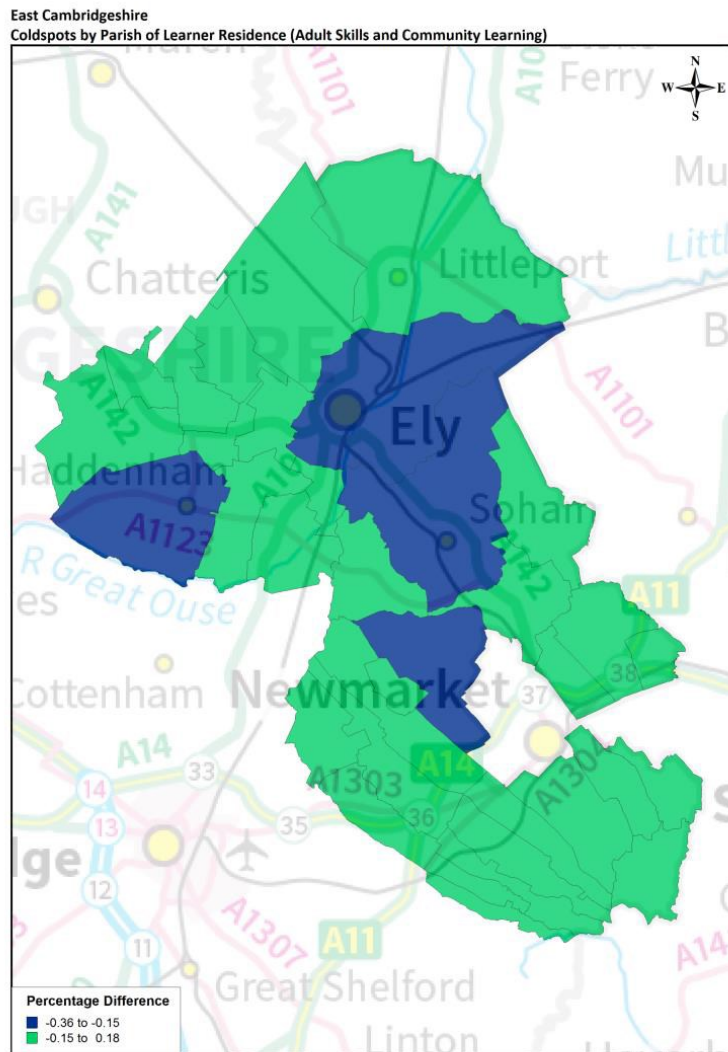 East Cambridgeshire
Coldspots by Parish of Learner Residence (Adult Skills and Community Learning)
March
A1101
Ferry
N
W E
S
A141
Chatteris
Littleport
GESHIRE
A142
Ely
A1101
Haddenham
A10
Soham
A1123
A142
R Great Ouse
A11
38
Cottenham
Newmarket
37
A14
33
A1303
A14
A1304
14
13
35
36
12
A1307
A11
11
Great Shelford
Linton
Percentage Difference
-0.36 to -0.15
-0.15 to 0.18